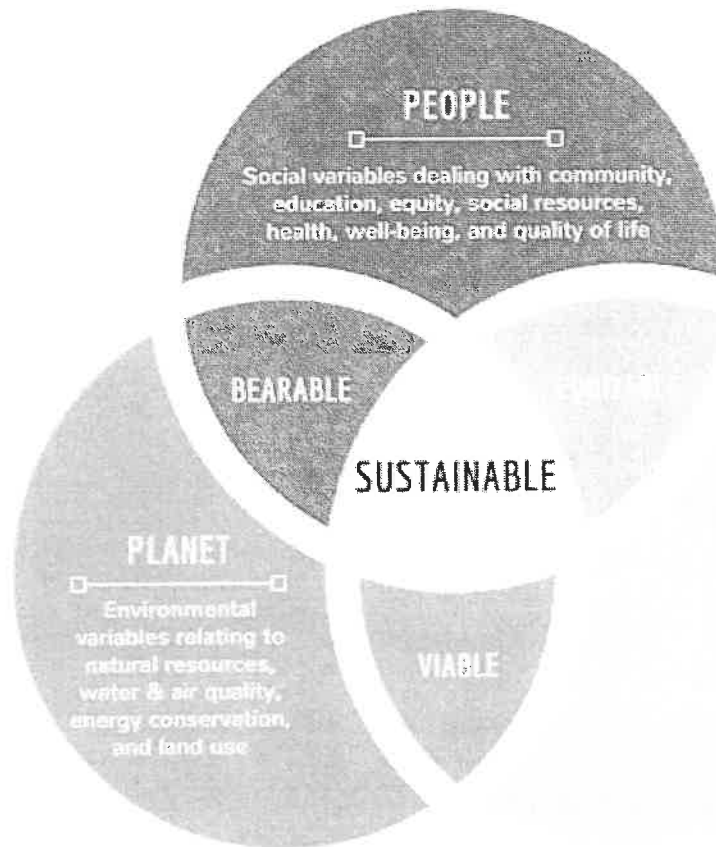 PEOPLE
Social variables dealing with community,
education, equity, social resources,
health, well-being, and quality of life
BEARABLE
EQUITABLE
SUSTAINABLE
PLANET
Environmental
variables relating to
natural resources,
water & air quality,
energy conservation,
and land use
VIABLE